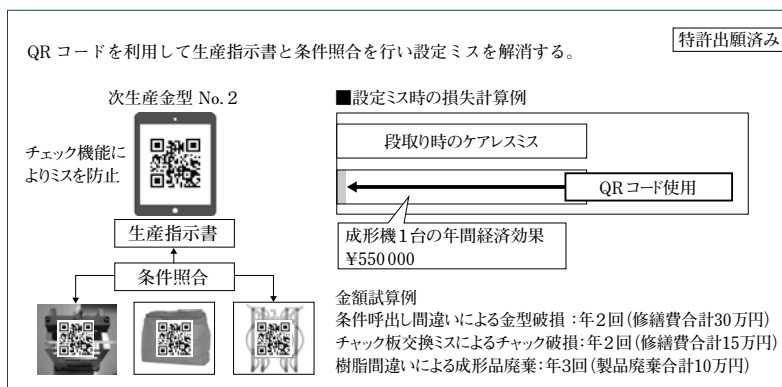 QRコードを利用して生産指示書と条件照合を行い設定ミスを解消する。
特許出願済み
次生産金型 No. 2
チェック機能に
よりミスを防止
生産指示書
条件照合
■設定ミス時の損失計算例
段取り時のケアレスミス
QRコード使用
成形機1台の年間経済効果
¥550000
金額試算例
条件呼出し間違いによる金型破損：年2回(修繕費合計30万円)
チャック板交換ミスによるチャック破損：年2回(修繕費合計15万円)
樹脂間違いによる成形品廃棄：年3回(製品廃棄合計10万円)